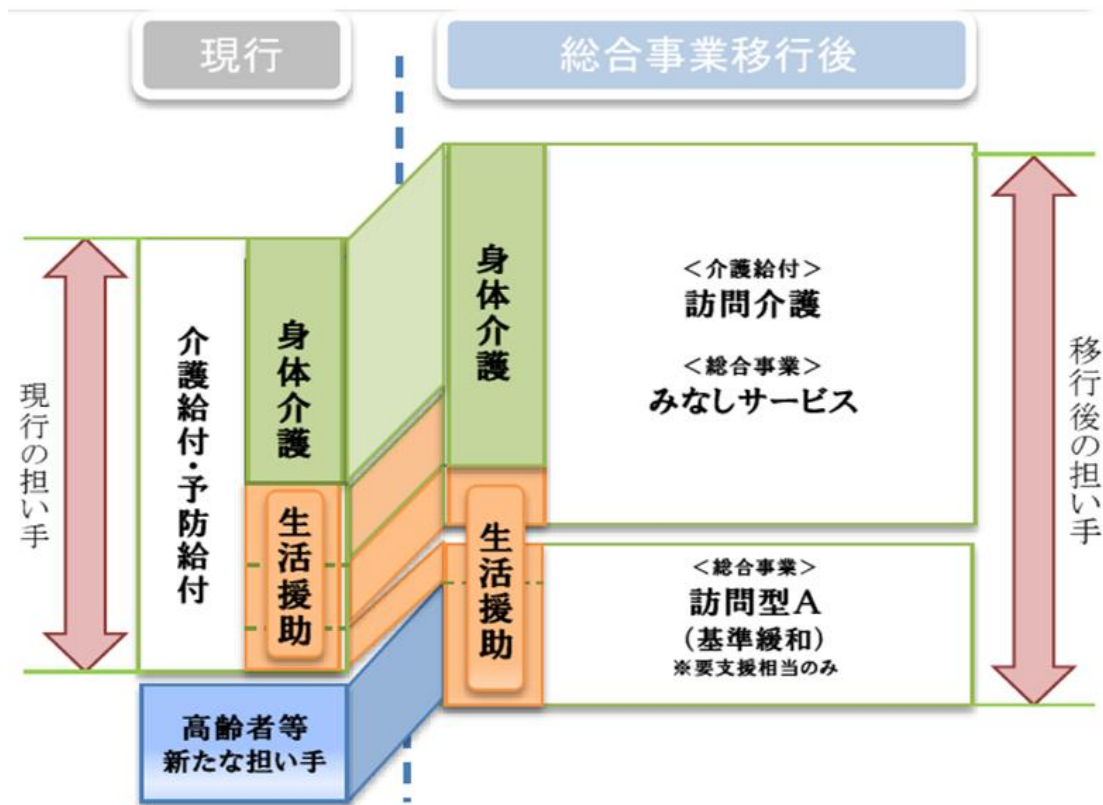 現行
総合事業移行後
現行の担い手
介護給付・予防給付
身体介護
生活援助
高齢者等
新たな担い手
身体介護
生活援助
＜介護給付＞
訪問介護
＜総合事業＞
みなしサービス
＜総合事業＞
訪問型A
（基準緩和）
※要支援相当のみ
移行後の担い手